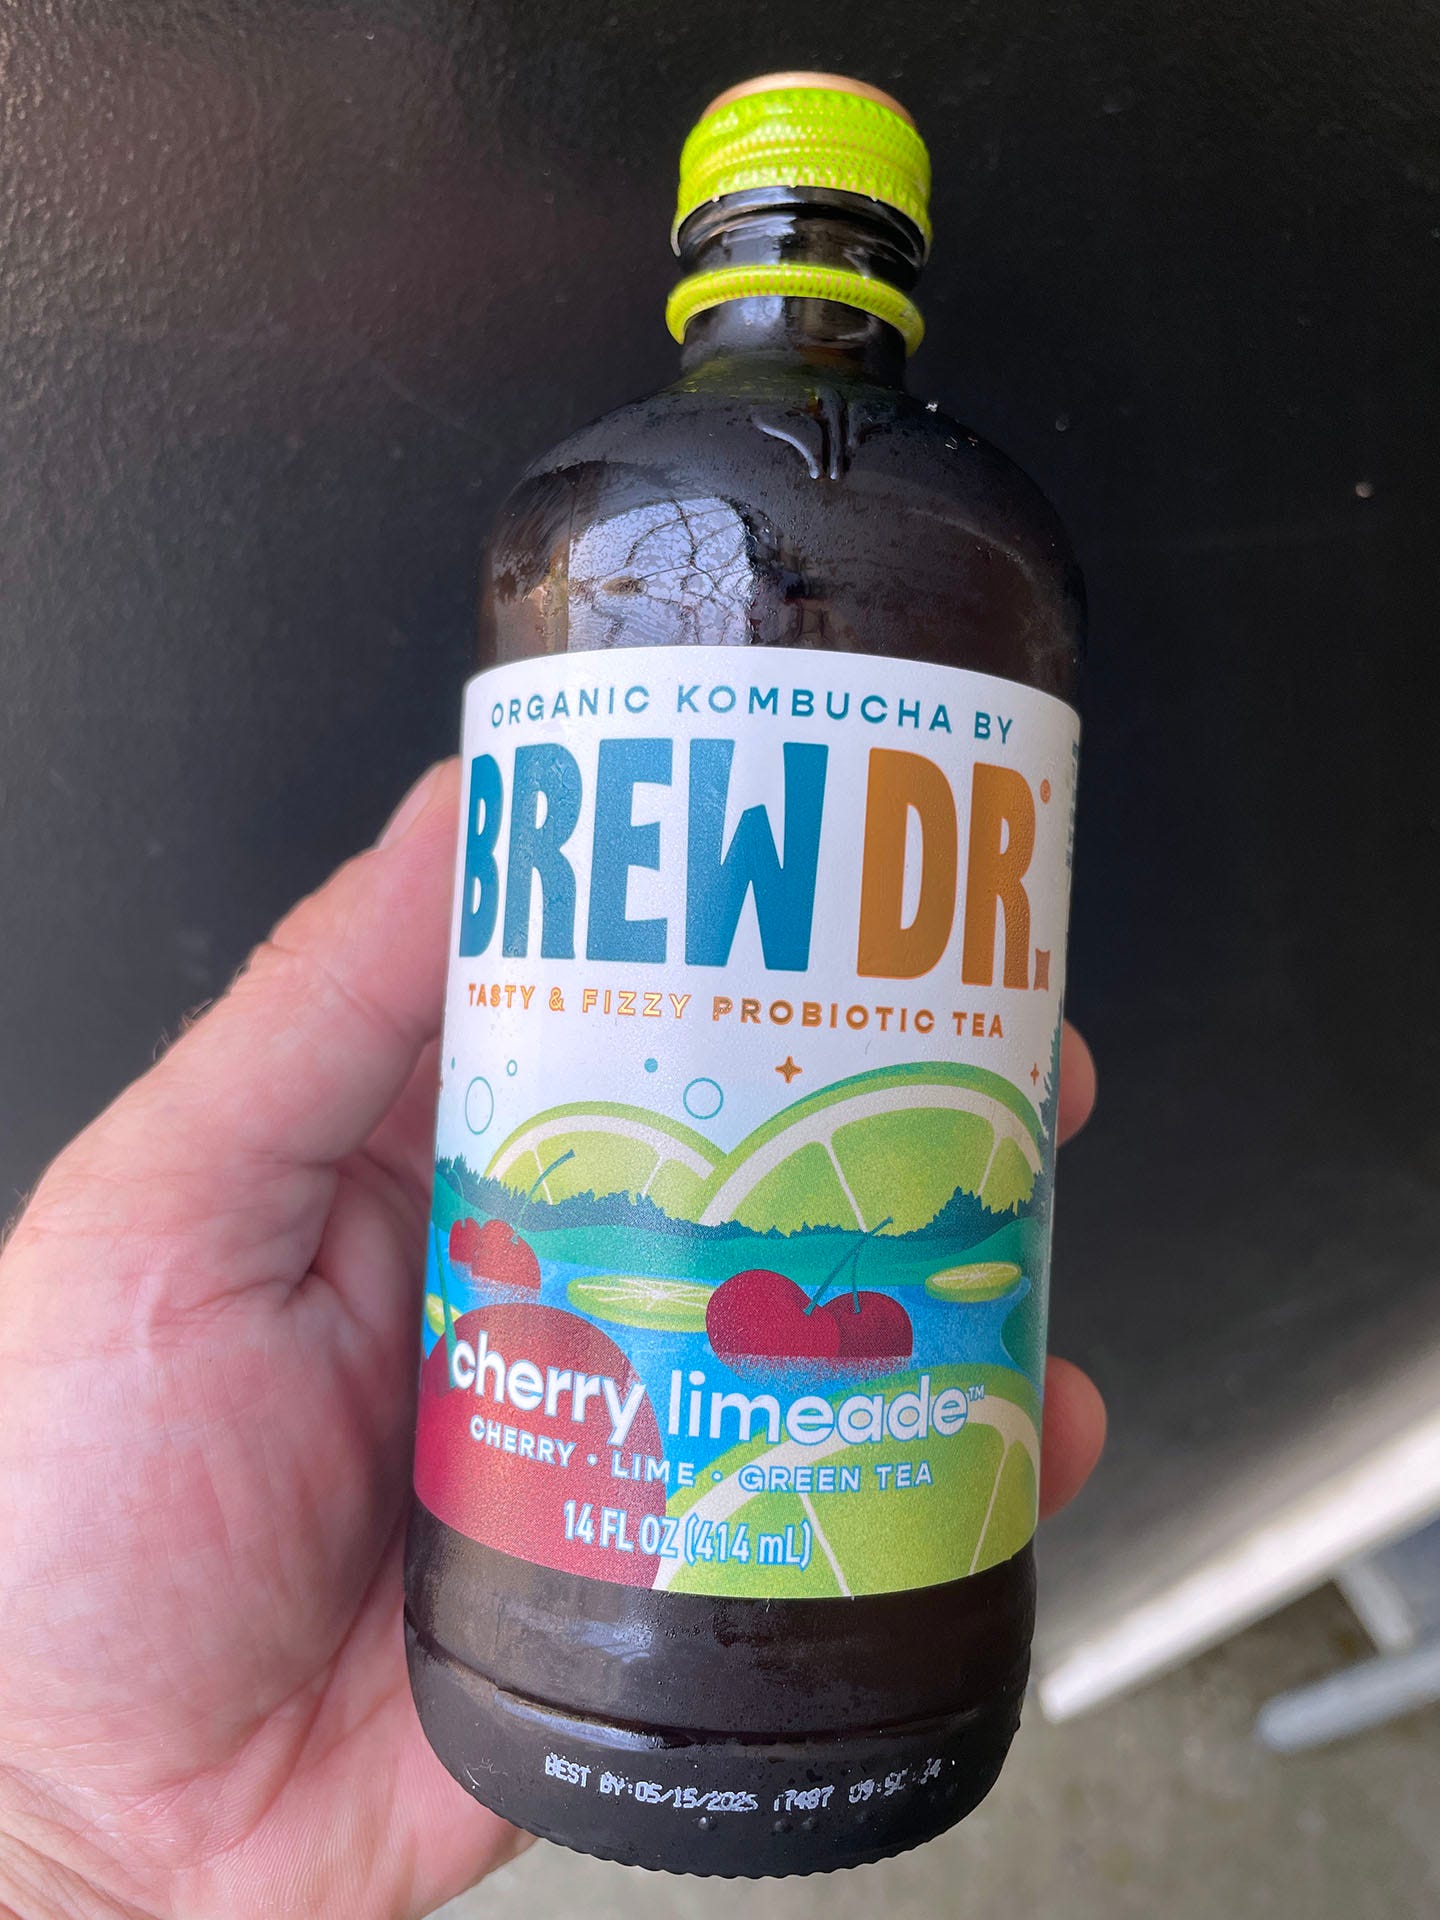 ORGANIC KOMBUCHA BY
BREW DR.®
TASTY & FIZZY PROBIOTIC TEA
cherry limeade™
CHERRY • LIME • GREEN TEA
14 FL OZ (414 mL)
BEST BY:05/15/2025